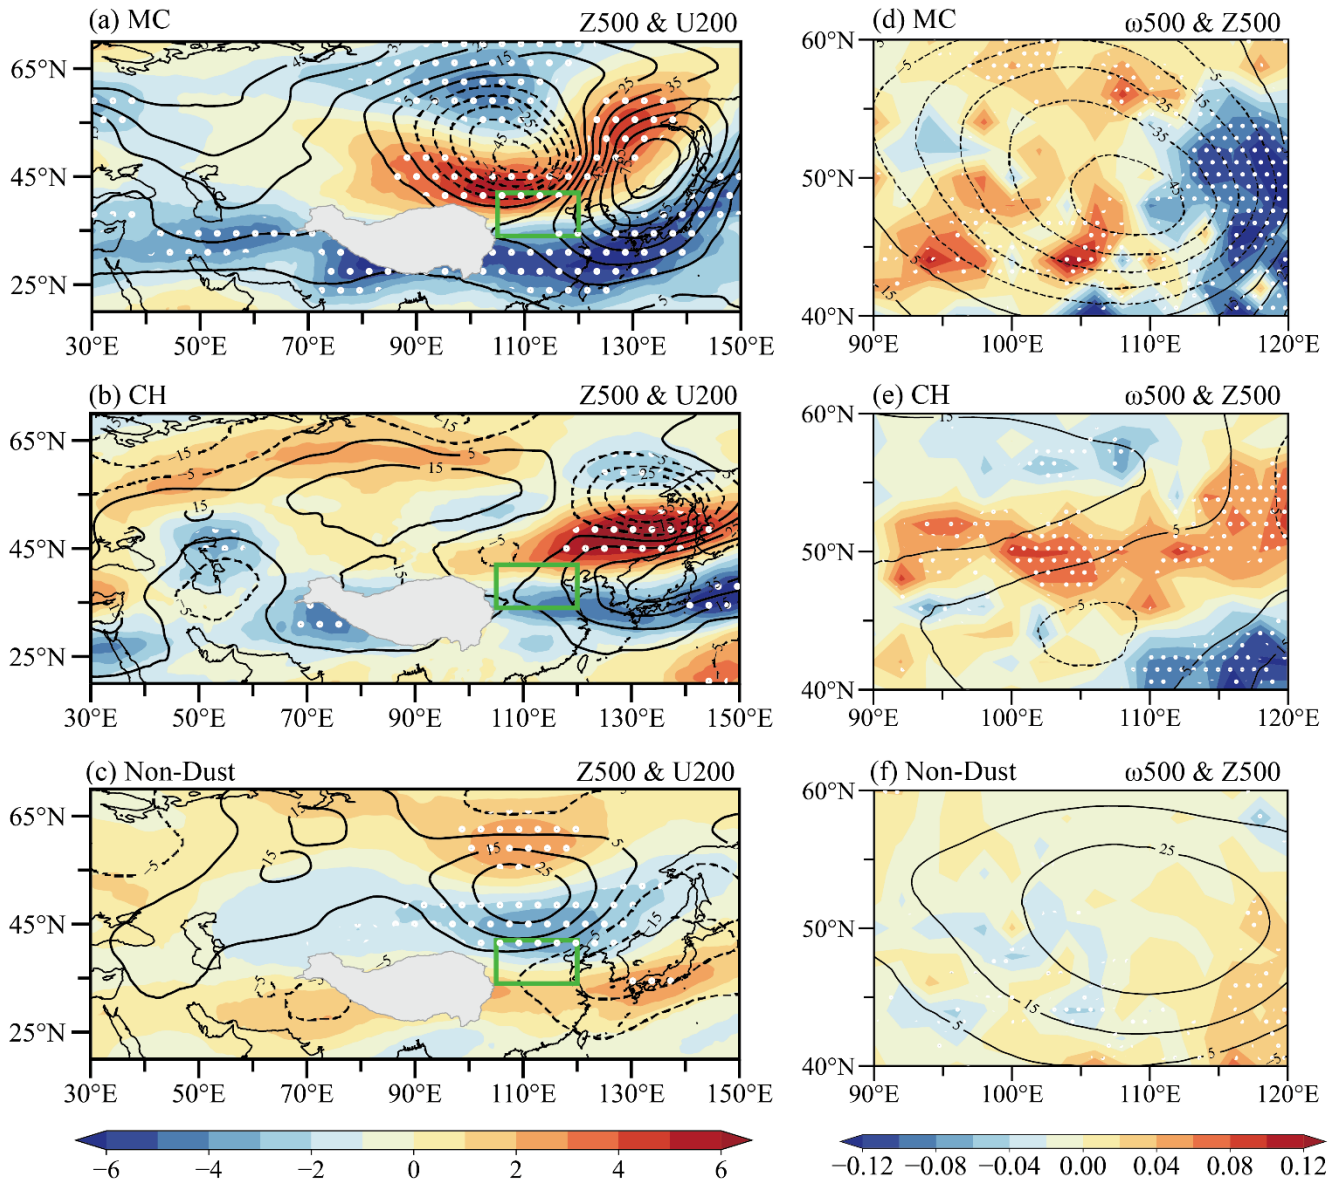 (a) MC Z500 & U200
65°N
45°N
25°N
30°E 50°E 70°E 90°E 110°E 130°E 150°E
(d) MC ω500 & Z500
60°N
50°N
40°N
90°E 100°E 110°E 120°E
(b) CH Z500 & U200
65°N
45°N
25°N
30°E 50°E 70°E 90°E 110°E 130°E 150°E
(e) CH ω500 & Z500
60°N
50°N
40°N
90°E 100°E 110°E 120°E
(c) Non-Dust Z500 & U200
65°N
45°N
25°N
30°E 50°E 70°E 90°E 110°E 130°E 150°E
(f) Non-Dust ω500 & Z500
60°N
50°N
40°N
90°E 100°E 110°E 120°E
−6 −4 −2 0 2 4 6
−0.12 −0.08 −0.04 0.00 0.04 0.08 0.12